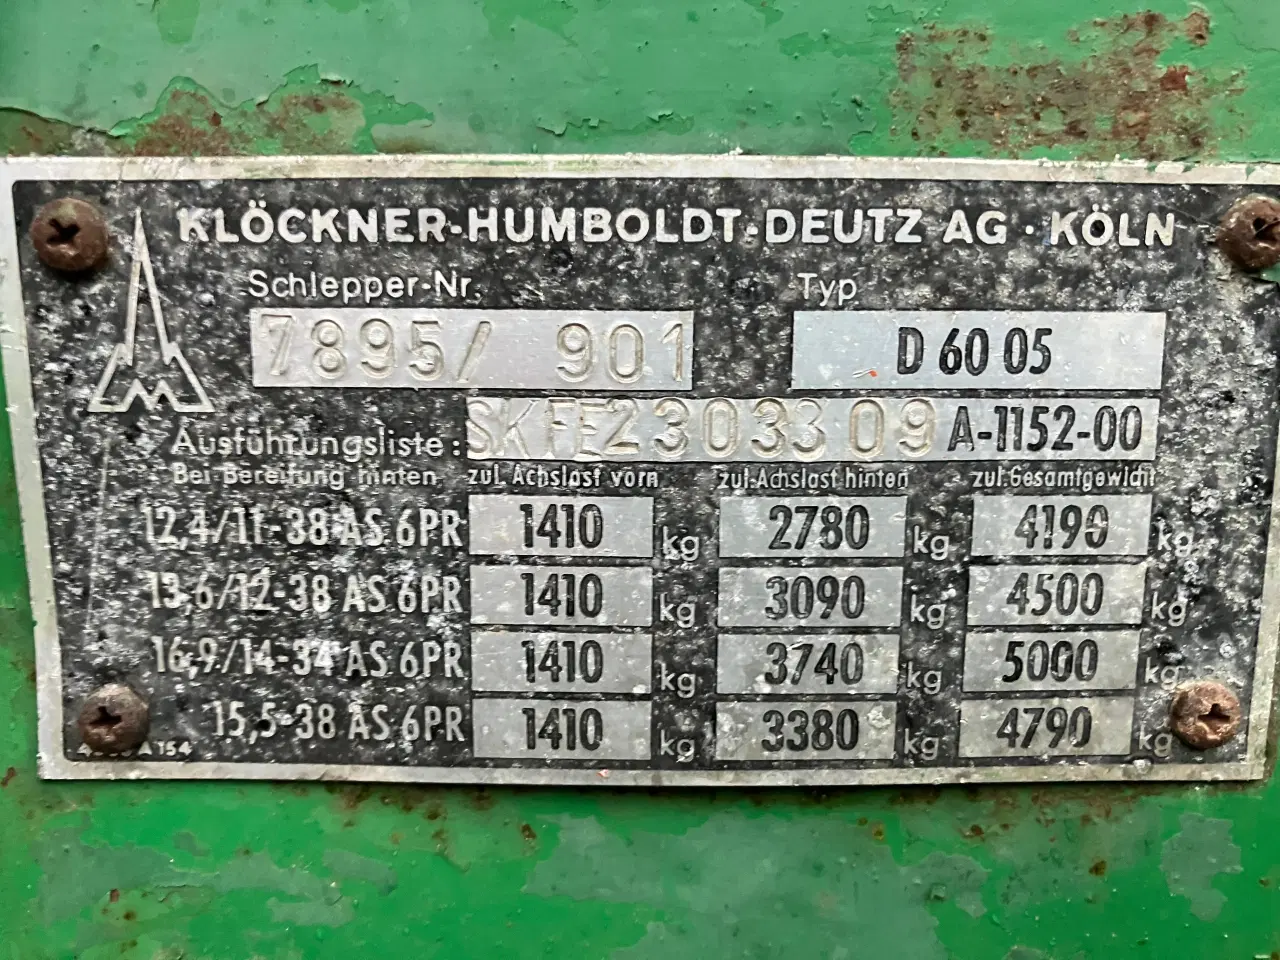 KLÖCKNER-HUMBOLDT-DEUTZ AG · KÖLN
Schlepper-Nr. Typ
7895/ 901 D 60 05
Ausführungsliste: SKFE2303309 A-1152-00
Bei Bereifung hinten zul. Achslast vorn zul. Achslast hinten zul. Gesamtgewicht
12,4/11-38 AS 6PR 1410 kg 2780 kg 4190 kg
13,6/12-38 AS 6PR 1410 kg 3090 kg 4500 kg
16,9/14-34 AS 6PR 1410 kg 3740 kg 5000 kg
15,5-38 AS 6PR 1410 kg 3380 kg 4790 kg
A 154